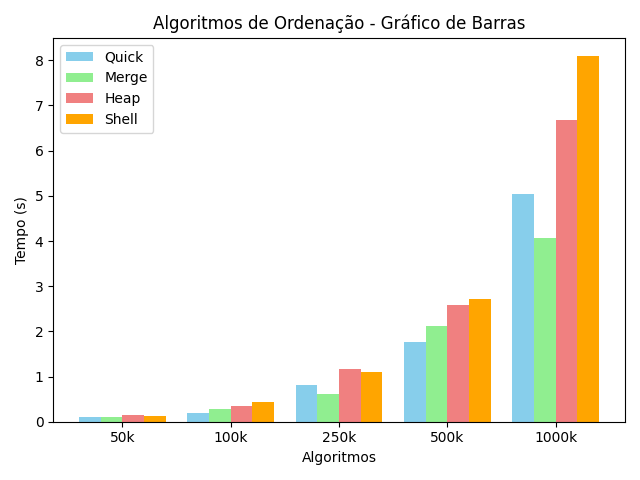 Algoritmos de Ordenação - Gráfico de Barras
Quick
Merge
Heap
Shell
Tempo (s)
8
7
6
5
4
3
2
1
0
50k 100k 250k 500k 1000k
Algoritmos